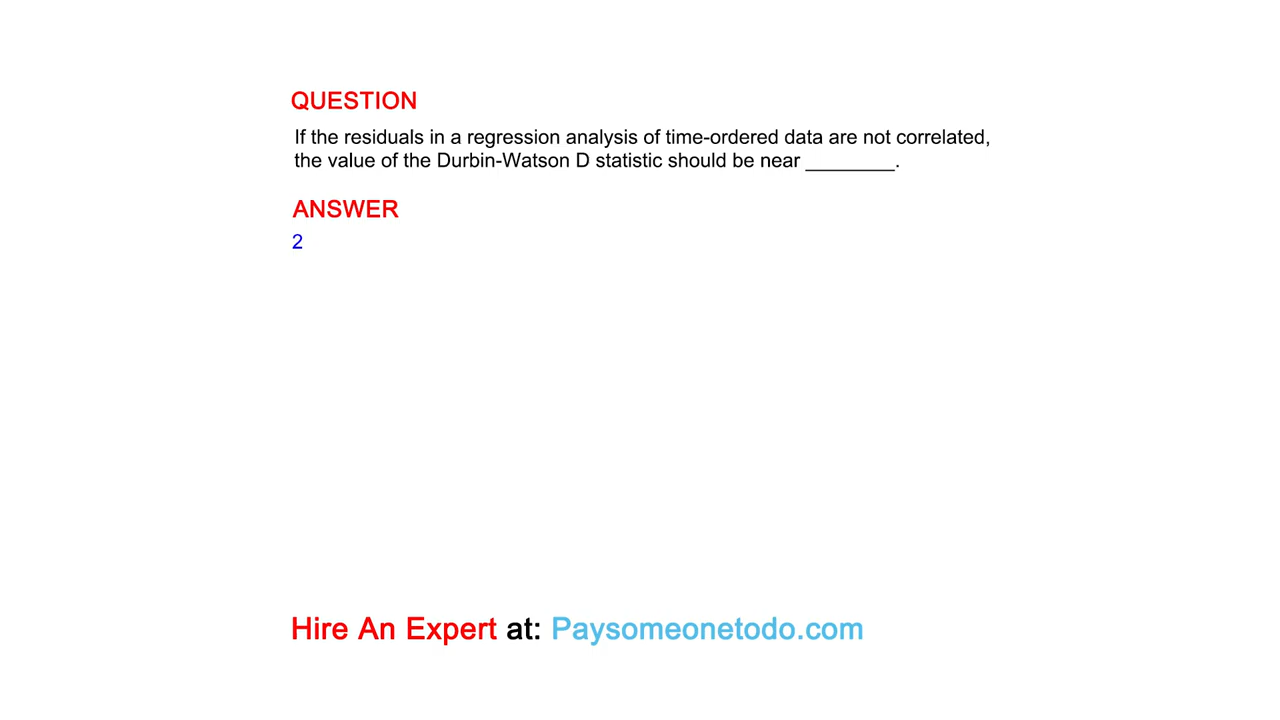 QUESTION
If the residuals in a regression analysis of time-ordered data are not correlated,
the value of the Durbin-Watson D statistic should be near ________.
ANSWER
2
Hire An Expert at: Paysomeonetodo.com